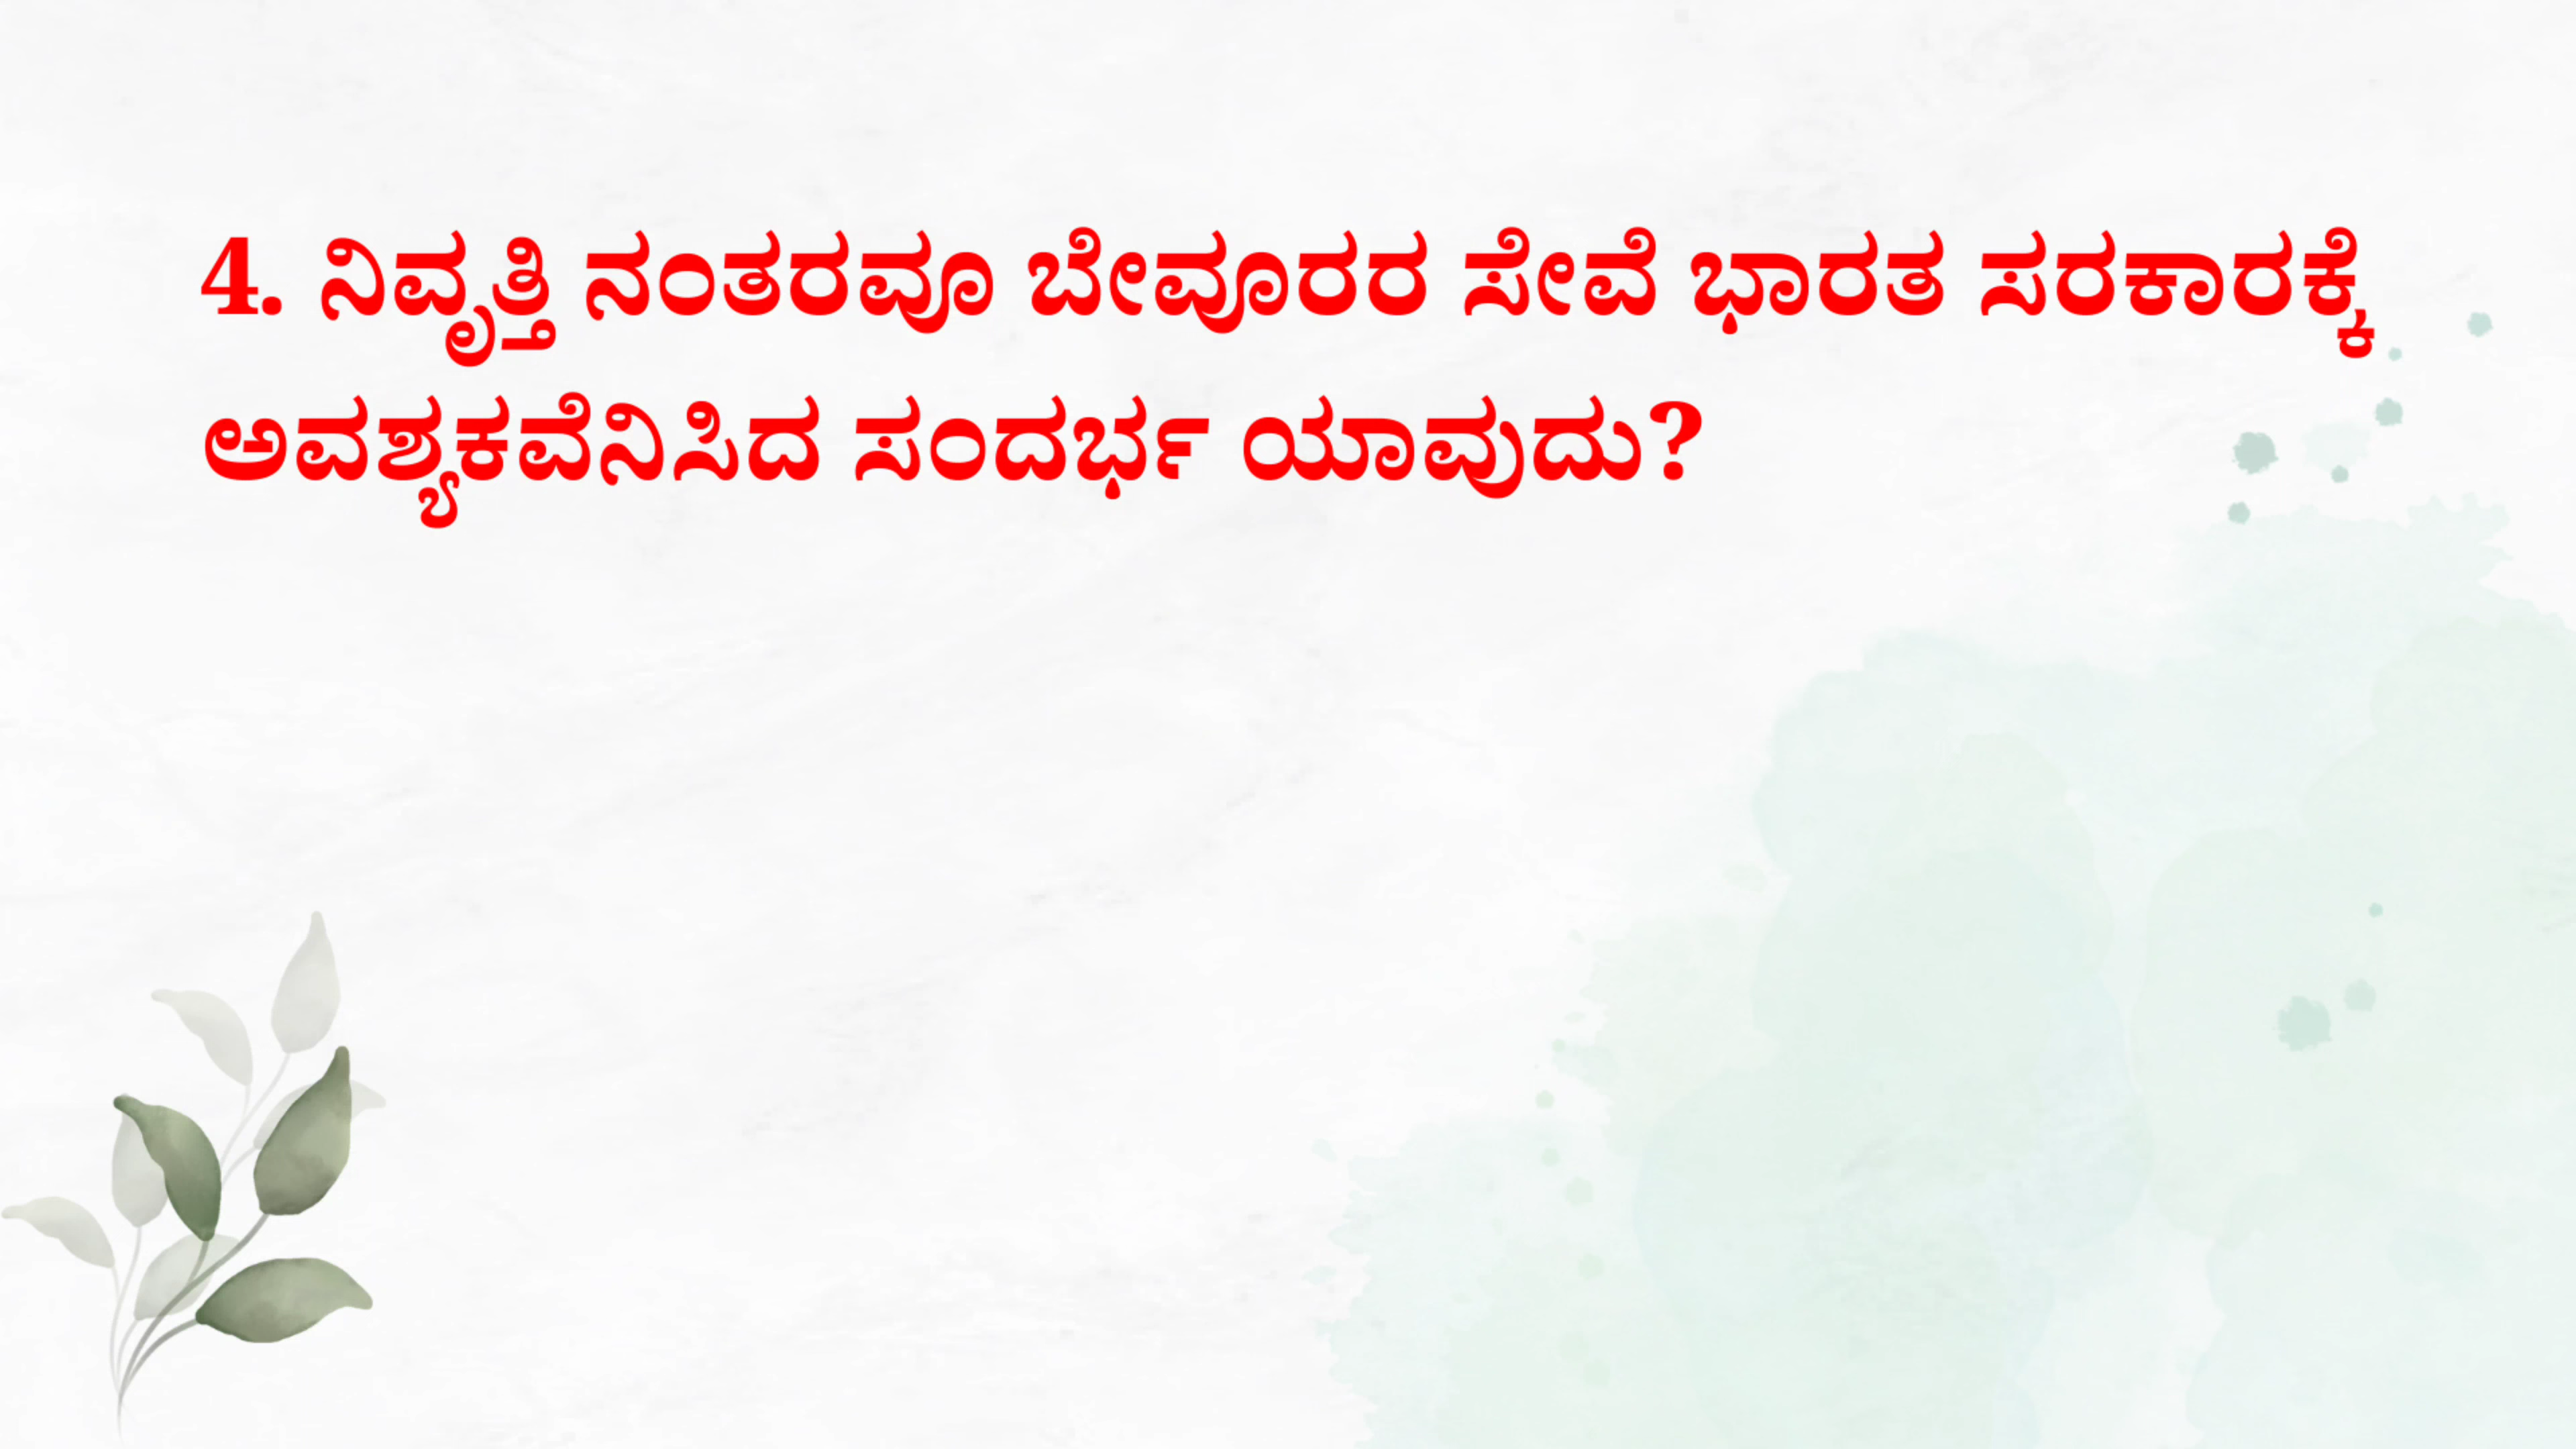 4. ನಿವೃತ್ತಿ ನಂತರವೂ ಬೇವೂರರ ಸೇವೆ ಭಾರತ ಸರಕಾರಕ್ಕೆ
ಅವಶ್ಯಕವೆನಿಸಿದ ಸಂದರ್ಭ ಯಾವುದು?